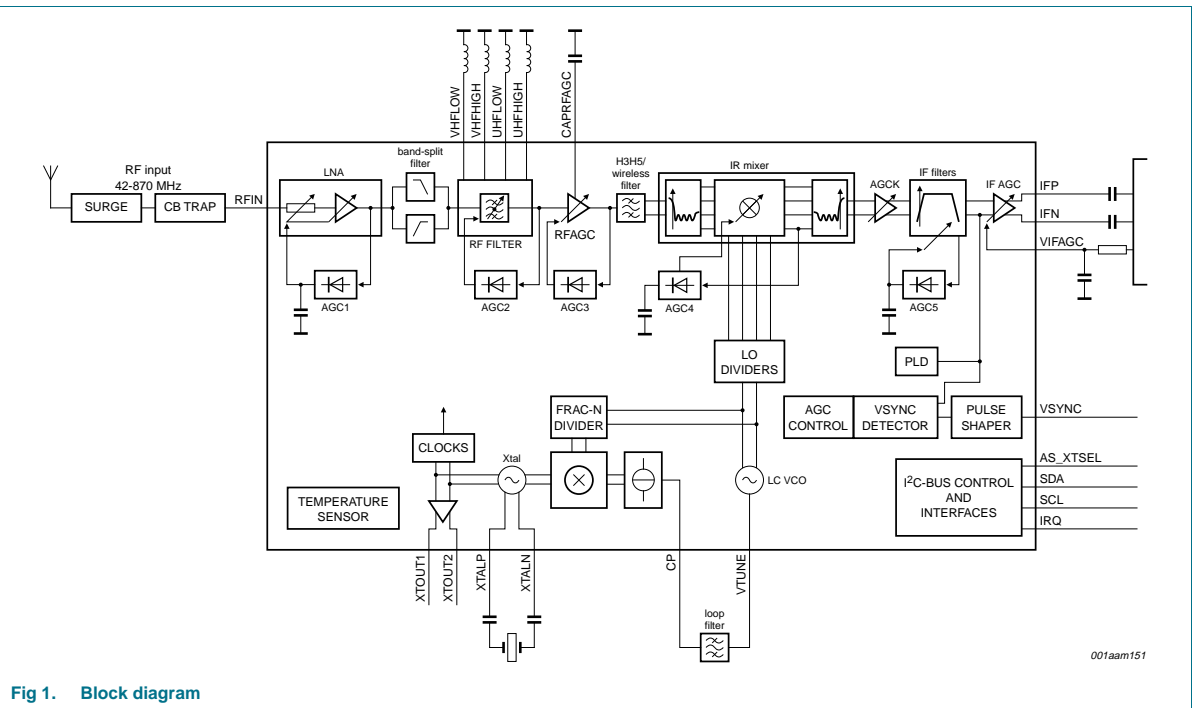 VHFLOW
VHFHIGH
UHFLOW
UHFHIGH
CAPRFAGC
RF input
42-870 MHz
SURGE
CB TRAP
RFIN
LNA
band-split
filter
RF FILTER
RFAGC
H3H5/
wireless
filter
IR mixer
AGCK
IF filters
IF AGC
IFP
IFN
VIFAGC
AGC1
AGC2
AGC3
AGC4
AGC5
LO
DIVIDERS
PLD
FRAC-N
DIVIDER
AGC
CONTROL
VSYNC
DETECTOR
PULSE
SHAPER
VSYNC
CLOCKS
Xtal
LC VCO
TEMPERATURE
SENSOR
I²C-BUS CONTROL
AND
INTERFACES
AS_XTSEL
SDA
SCL
IRQ
XTOUT1
XTOUT2
XTALP
XTALN
CP
VTUNE
loop
filter
001aam151
Fig 1. Block diagram